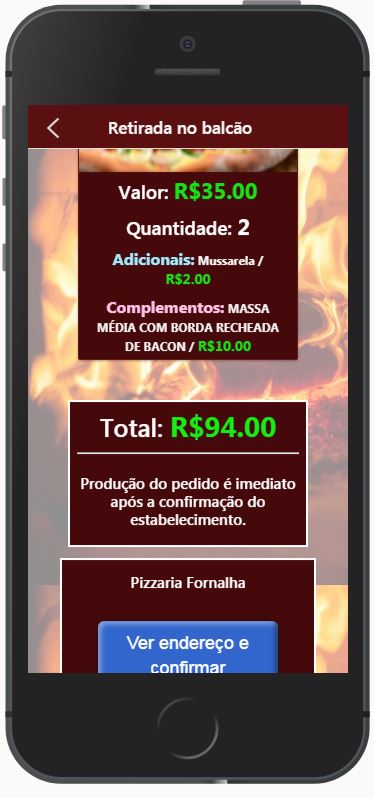 Retirada no balcão
Valor: R$35.00
Quantidade: 2
Adicionais: Mussarela /
R$2.00
Complementos: MASSA
MÉDIA COM BORDA RECHEADA
DE BACON / R$10.00
Total: R$94.00
Produção do pedido é imediato
após a confirmação do
estabelecimento.
Pizzaria Fornalha
Ver endereço e
confirmar